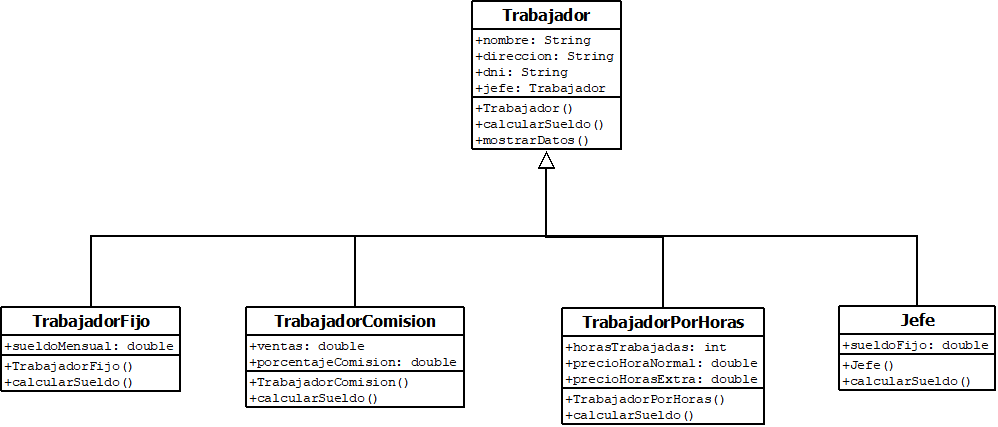 Trabajador
+nombre: String
+direccion: String
+dni: String
+jefe: Trabajador
+Trabajador()
+calcularSueldo()
+mostrarDatos()
TrabajadorFijo
+sueldoMensual: double
+TrabajadorFijo()
+calcularSueldo()
TrabajadorComision
+ventas: double
+porcentajeComision: double
+TrabajadorComision()
+calcularSueldo()
TrabajadorPorHoras
+horasTrabajadas: int
+precioHoraNormal: double
+precioHorasExtra: double
+TrabajadorPorHoras()
+calcularSueldo()
Jefe
+sueldoFijo: double
+Jefe()
+calcularSueldo()